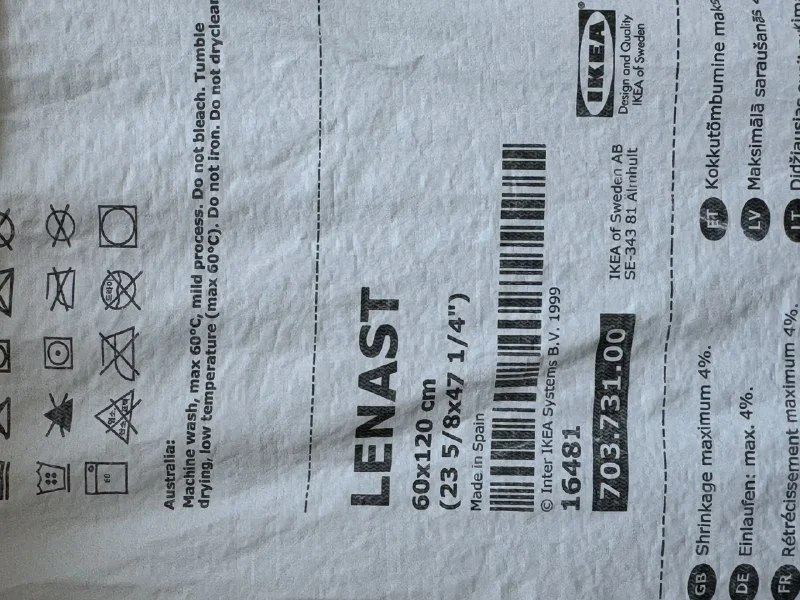 Australia:
Machine wash, max 60°C, mild process. Do not bleach. Tumble
drying, low temperature (max 60°C). Do not iron. Do not dryclean
LENAST
60x120 cm
(23 5/8x47 1/4")
Made in Spain
© Inter IKEA Systems B.V. 1999
16481
703.731.00
IKEA of Sweden AB
SE-343 81 Älmhult
IKEA®
Design and Quality
IKEA of Sweden
GB Shrinkage maximum 4%.
DE Einlaufen: max. 4%.
FR Rétrécissement maximum 4%.
ET Kokkutõmbumine
LV Maksimālā saraušanās
LT
60